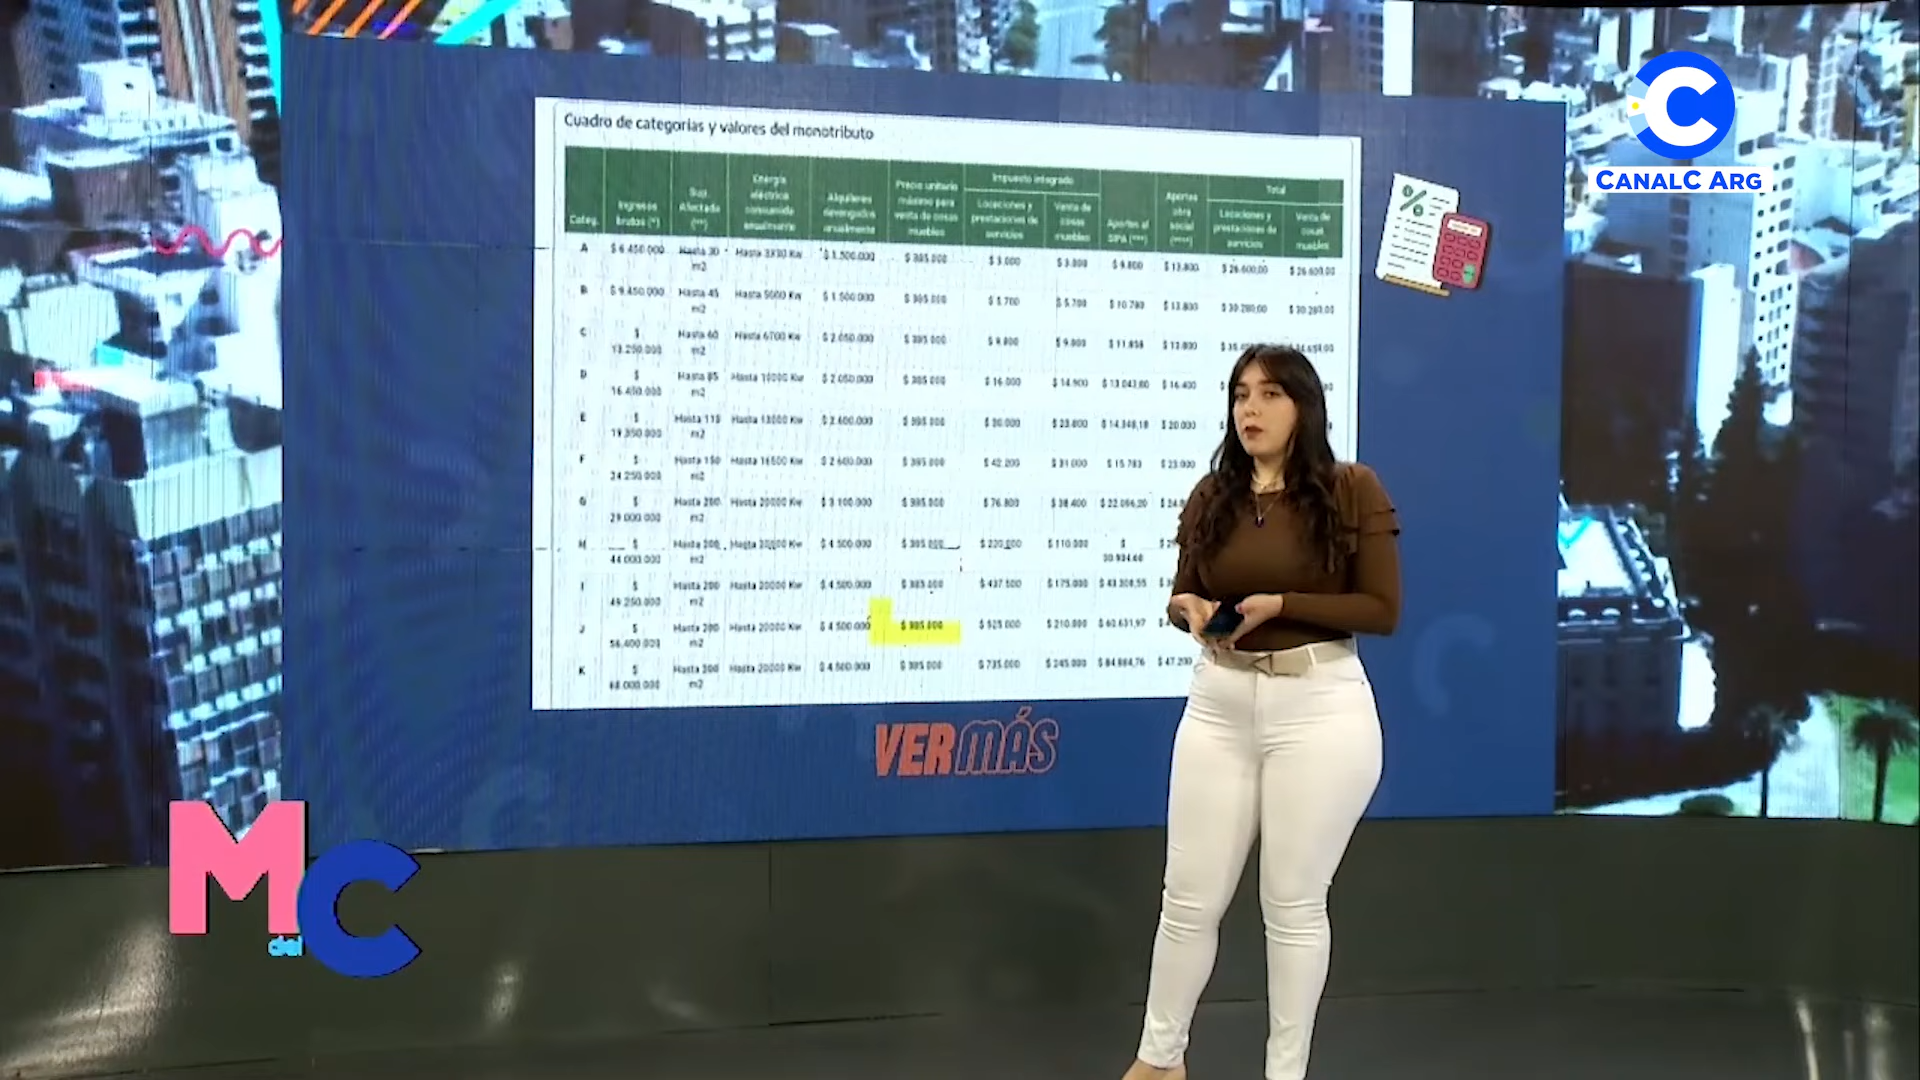 CANALC ARG
Cuadro de categorías y valores del monotributo
Categ.
Ingresos brutos (*)
Sup. Afectada (**)
Energía eléctrica consumida anualmente
Alquileres devengados anualmente
Precio unitario máximo para venta de cosas muebles
Impuesto integrado
Locaciones y prestaciones de servicios
Venta de cosas muebles
Aportes al SIPA (***)
Aportes obra social (****)
Total
Locaciones y prestaciones de servicios
Venta de cosas muebles
A $ 6.450.000 Hasta 30 m2 Hasta 3330 Kw $ 1.500.000 $ 385.000 $ 3.000 $ 3.000 $ 9.800 $ 13.800 $ 26.600,00 $ 26.600,00
B $ 9.450.000 Hasta 45 m2 Hasta 5000 Kw $ 1.500.000 $ 385.000 $ 5.700 $ 5.700 $ 10.780 $ 13.800 $ 30.280,00 $ 30.280,00
C $ 13.250.000 Hasta 60 m2 Hasta 6700 Kw $ 2.050.000 $ 385.000 $ 9.800 $ 9.800 $ 11.858 $ 13.800
D $ 16.450.000 Hasta 85 m2 Hasta 10000 Kw $ 2.050.000 $ 385.000 $ 16.000 $ 14.900 $ 13.043,80 $ 16.400
E $ 19.350.000 Hasta 110 m2 Hasta 13000 Kw $ 2.600.000 $ 385.000 $ 30.000 $ 23.800 $ 14.348,18 $ 20.000
F $ 24.250.000 Hasta 150 m2 Hasta 16500 Kw $ 2.600.000 $ 385.000 $ 42.200 $ 31.000 $ 15.783 $ 23.000
G $ 29.000.000 Hasta 200 m2 Hasta 20000 Kw $ 3.100.000 $ 385.000 $ 76.800 $ 38.400 $ 22.096,20
H $ 44.000.000 Hasta 200 m2 Hasta 20000 Kw $ 4.500.000 $ 385.000 $ 220.000 $ 110.000 $ 30.934,68
I $ 49.250.000 Hasta 200 m2 Hasta 20000 Kw $ 4.500.000 $ 385.000 $ 437.500 $ 175.000 $ 43.308,55
J $ 56.400.000 Hasta 200 m2 Hasta 20000 Kw $ 4.500.000 $ 385.000 $ 525.000 $ 210.000 $ 60.631,97
K $ 68.000.000 Hasta 200 m2 Hasta 20000 Kw $ 4.500.000 $ 385.000 $ 735.000 $ 245.000 $ 84.884,76 $ 47.200
VERMÁS
M del C